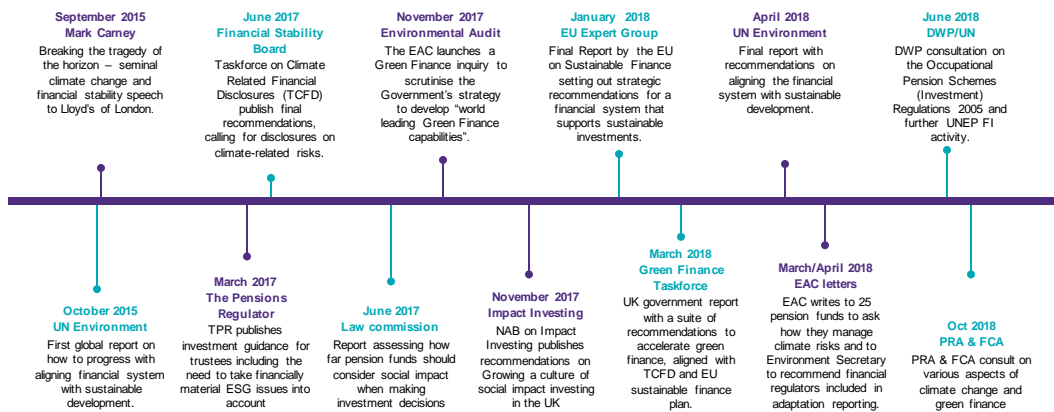 September 2015
Mark Carney
Breaking the tragedy of
the horizon – seminal
climate change and
financial stability speech
to Lloyd's of London.
June 2017
Financial Stability
Board
Taskforce on Climate
Related Financial
Disclosures (TCFD)
publish final
recommendations,
calling for disclosures on
climate-related risks.
November 2017
Environmental Audit
The EAC launches a
Green Finance inquiry to
scrutinise the
Government's strategy
to develop "world
leading Green Finance
capabilities".
January 2018
EU Expert Group
Final Report by the EU
on Sustainable Finance
setting out strategic
recommendations for a
financial system that
supports sustainable
investments.
April 2018
UN Environment
Final report with
recommendations on
aligning the financial
system with sustainable
development.
June 2018
DWP/UN
DWP consultation on
the Occupational
Pension Schemes
(Investment)
Regulations 2005 and
further UNEP FI
activity.
October 2015
UN Environment
First global report on
how to progress with
aligning financial system
with sustainable
development.
March 2017
The Pensions
Regulator
TPR publishes
investment guidance for
trustees including the
need to take financially
material ESG issues into
account
June 2017
Law commission
Report assessing how
far pension funds should
consider social impact
when making
investment decisions
November 2017
Impact Investing
NAB on Impact
Investing publishes
recommendations on
Growing a culture of
social impact investing
in the UK
March 2018
Green Finance
Taskforce
UK government report
with a suite of
recommendations to
accelerate green
finance, aligned with
TCFD and EU
sustainable finance
plan.
March/April 2018
EAC letters
EAC writes to 25
pension funds to ask
how they manage
climate risks and to
Environment Secretary
to recommend financial
regulators included in
adaptation reporting.
Oct 2018
PRA & FCA
PRA & FCA consult on
various aspects of
climate change and
green finance